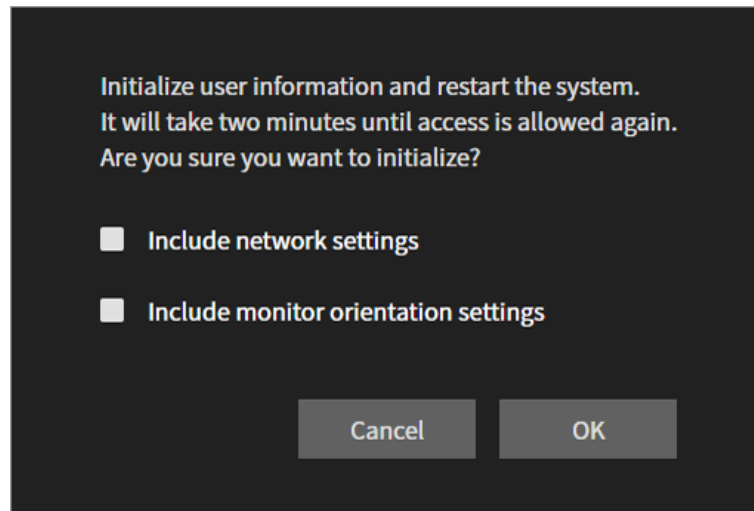 Initialize user information and restart the system.
It will take two minutes until access is allowed again.
Are you sure you want to initialize?
Include network settings
Include monitor orientation settings
Cancel
OK